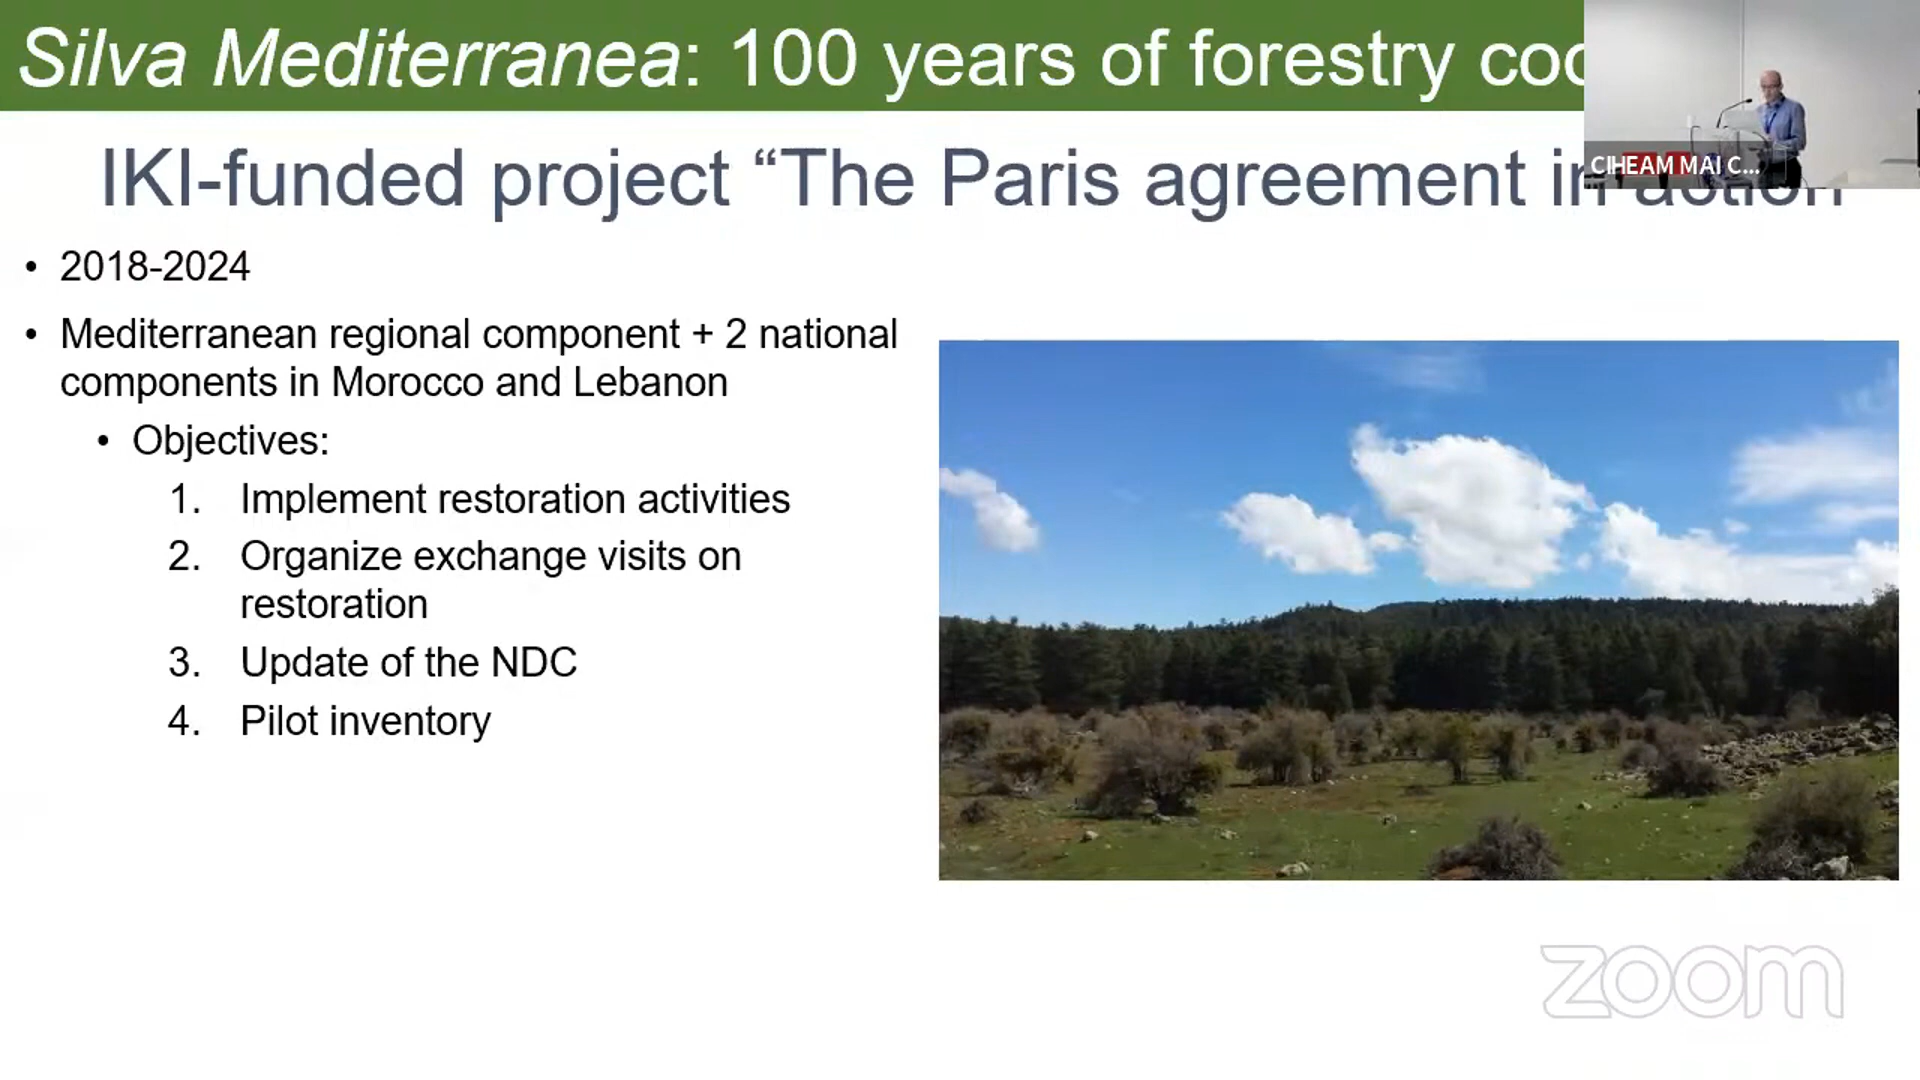 Silva Mediterranea: 100 years of forestry
CIHEAM MAI C...
IKI-funded project “The Paris agreement in action
• 2018-2024
• Mediterranean regional component + 2 national
components in Morocco and Lebanon
• Objectives:
1. Implement restoration activities
2. Organize exchange visits on
restoration
3. Update of the NDC
4. Pilot inventory
zoom